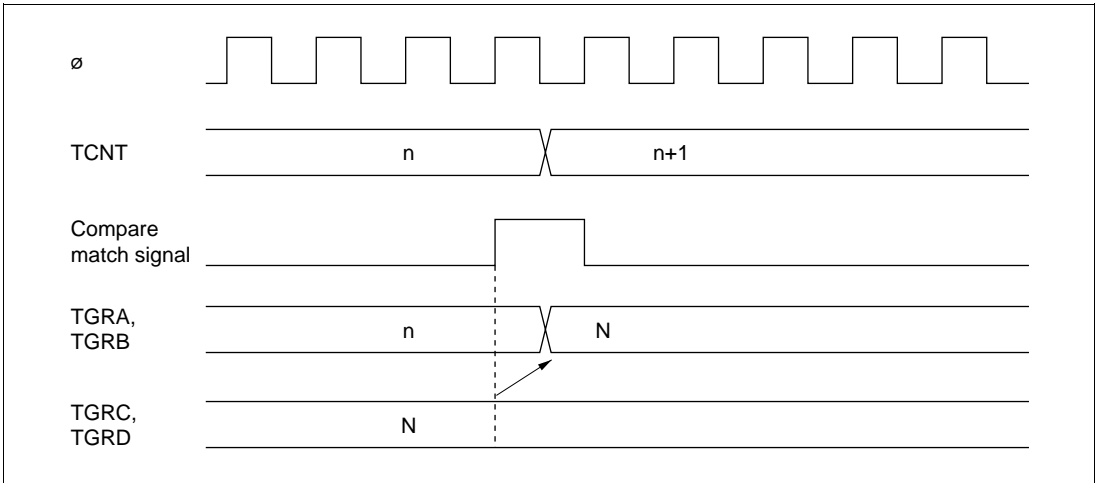 ø
TCNT
n
n+1
Compare
match signal
TGRA,
TGRB
n
N
TGRC,
TGRD
N